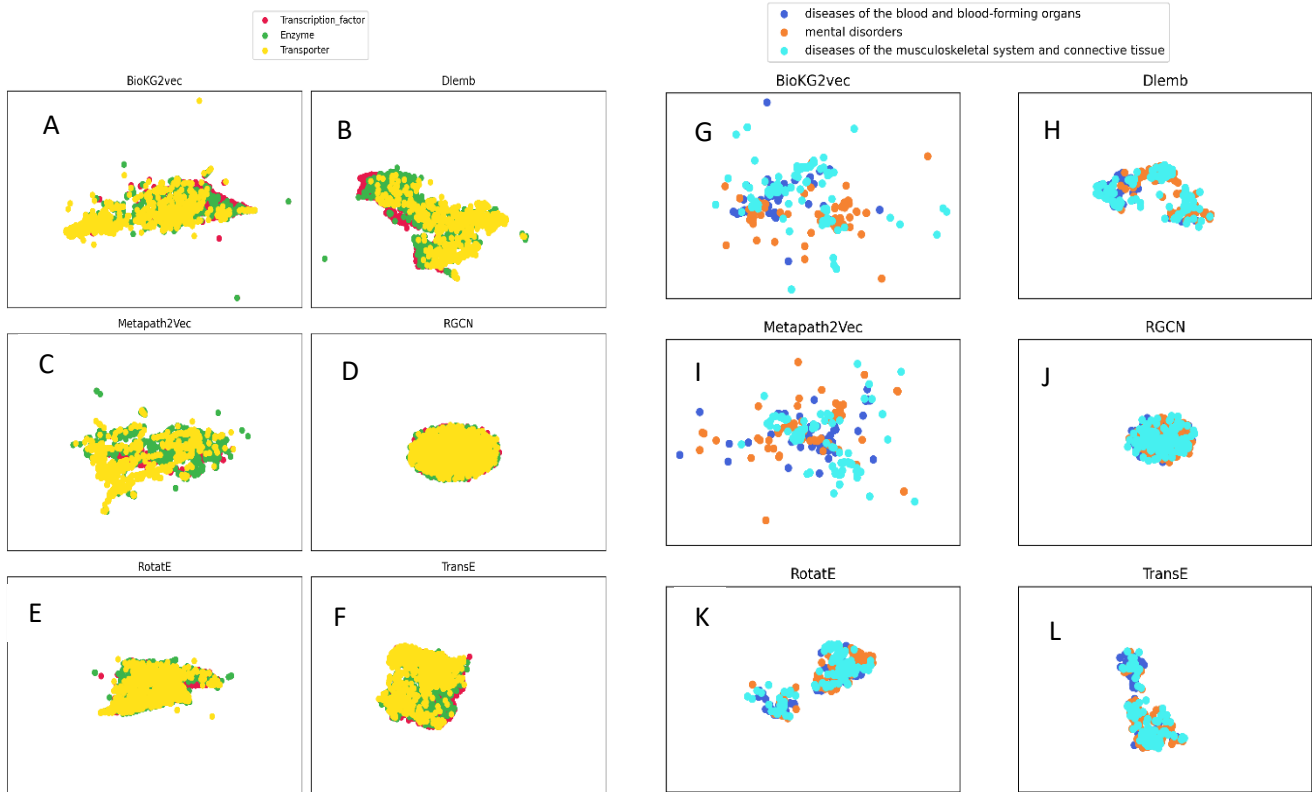 Transcription_factor
Enzyme
Transporter
diseases of the blood and blood-forming organs
mental disorders
diseases of the musculoskeletal system and connective tissue
BioKG2vec
Dlemb
BioKG2vec
Dlemb
A
B
G
H
Metapath2Vec
RGCN
Metapath2Vec
RGCN
C
D
I
J
RotatE
TransE
RotatE
TransE
E
F
K
L